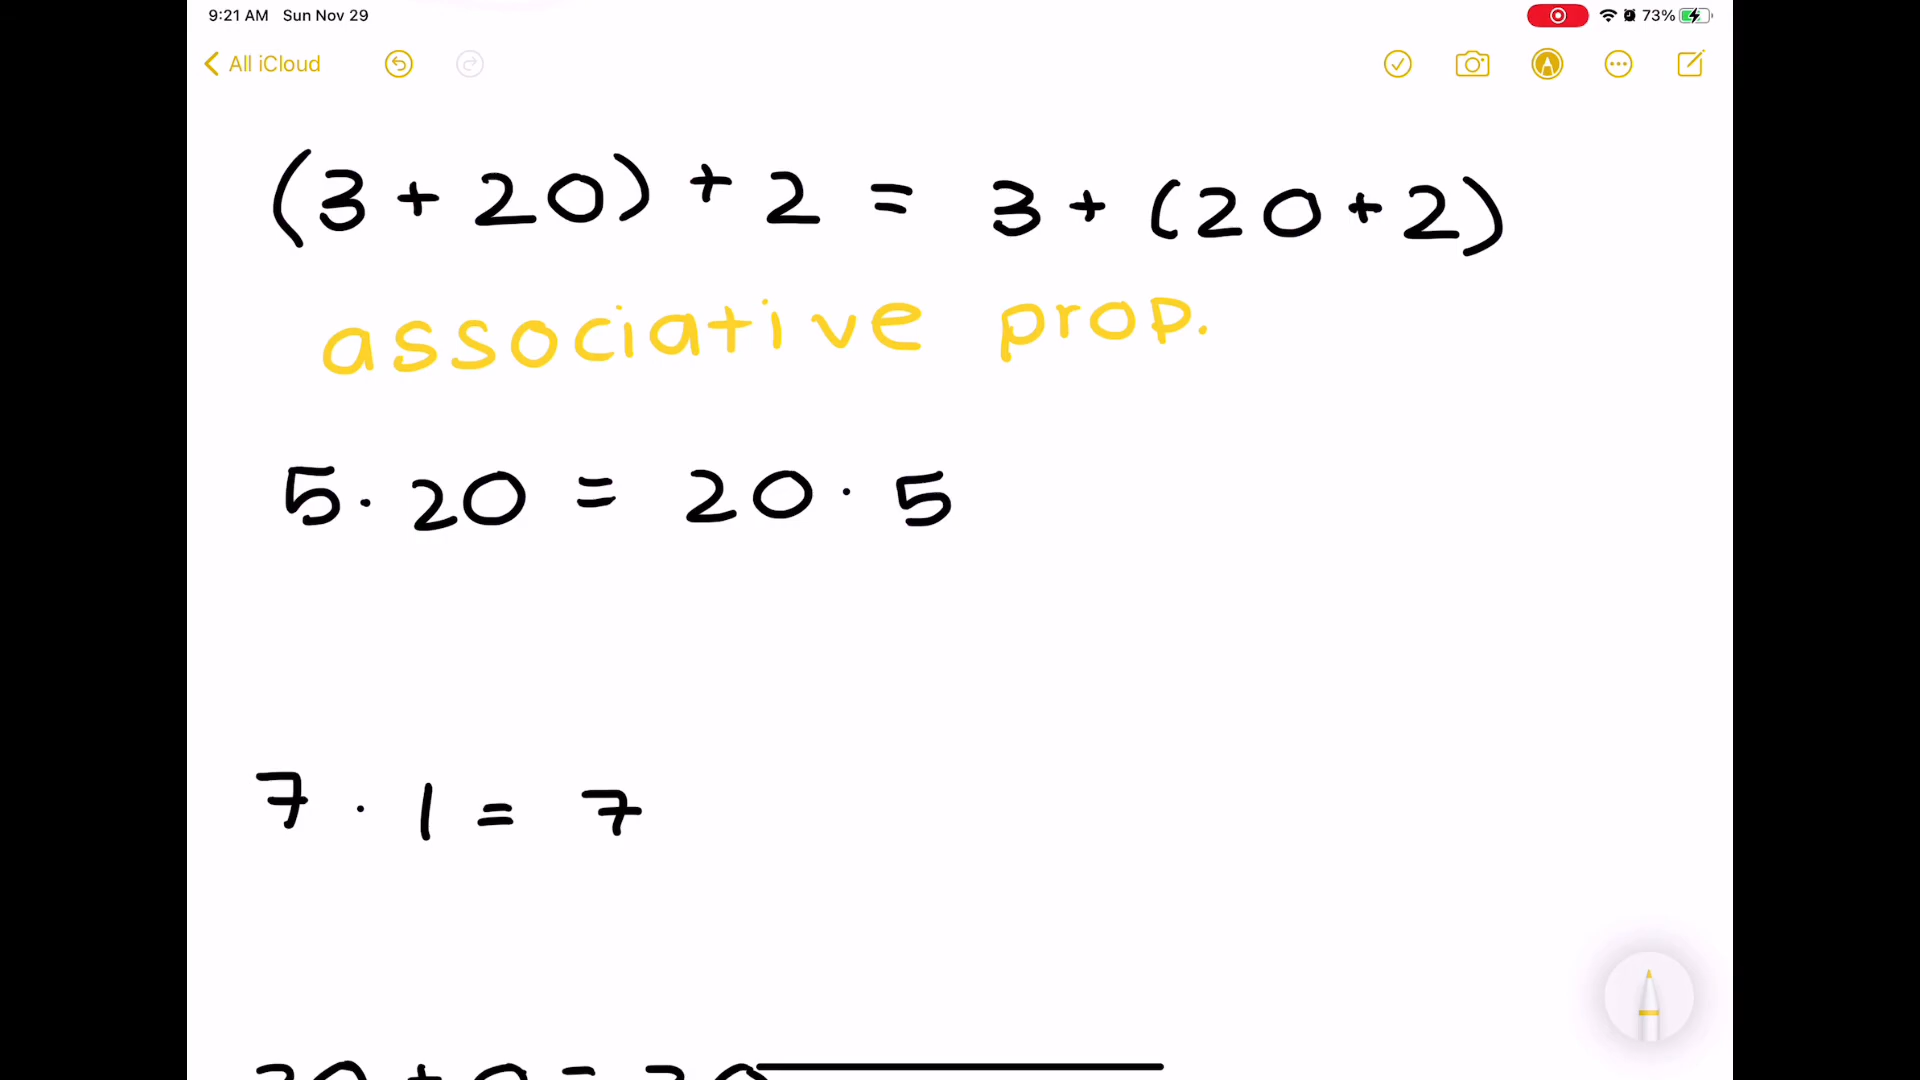 9:21 AM Sun Nov 29 73%
All iCloud
(3 + 20) + 2 = 3 + (20 + 2)
associative prop.
5 · 20 = 20 · 5
7 · 1 = 7